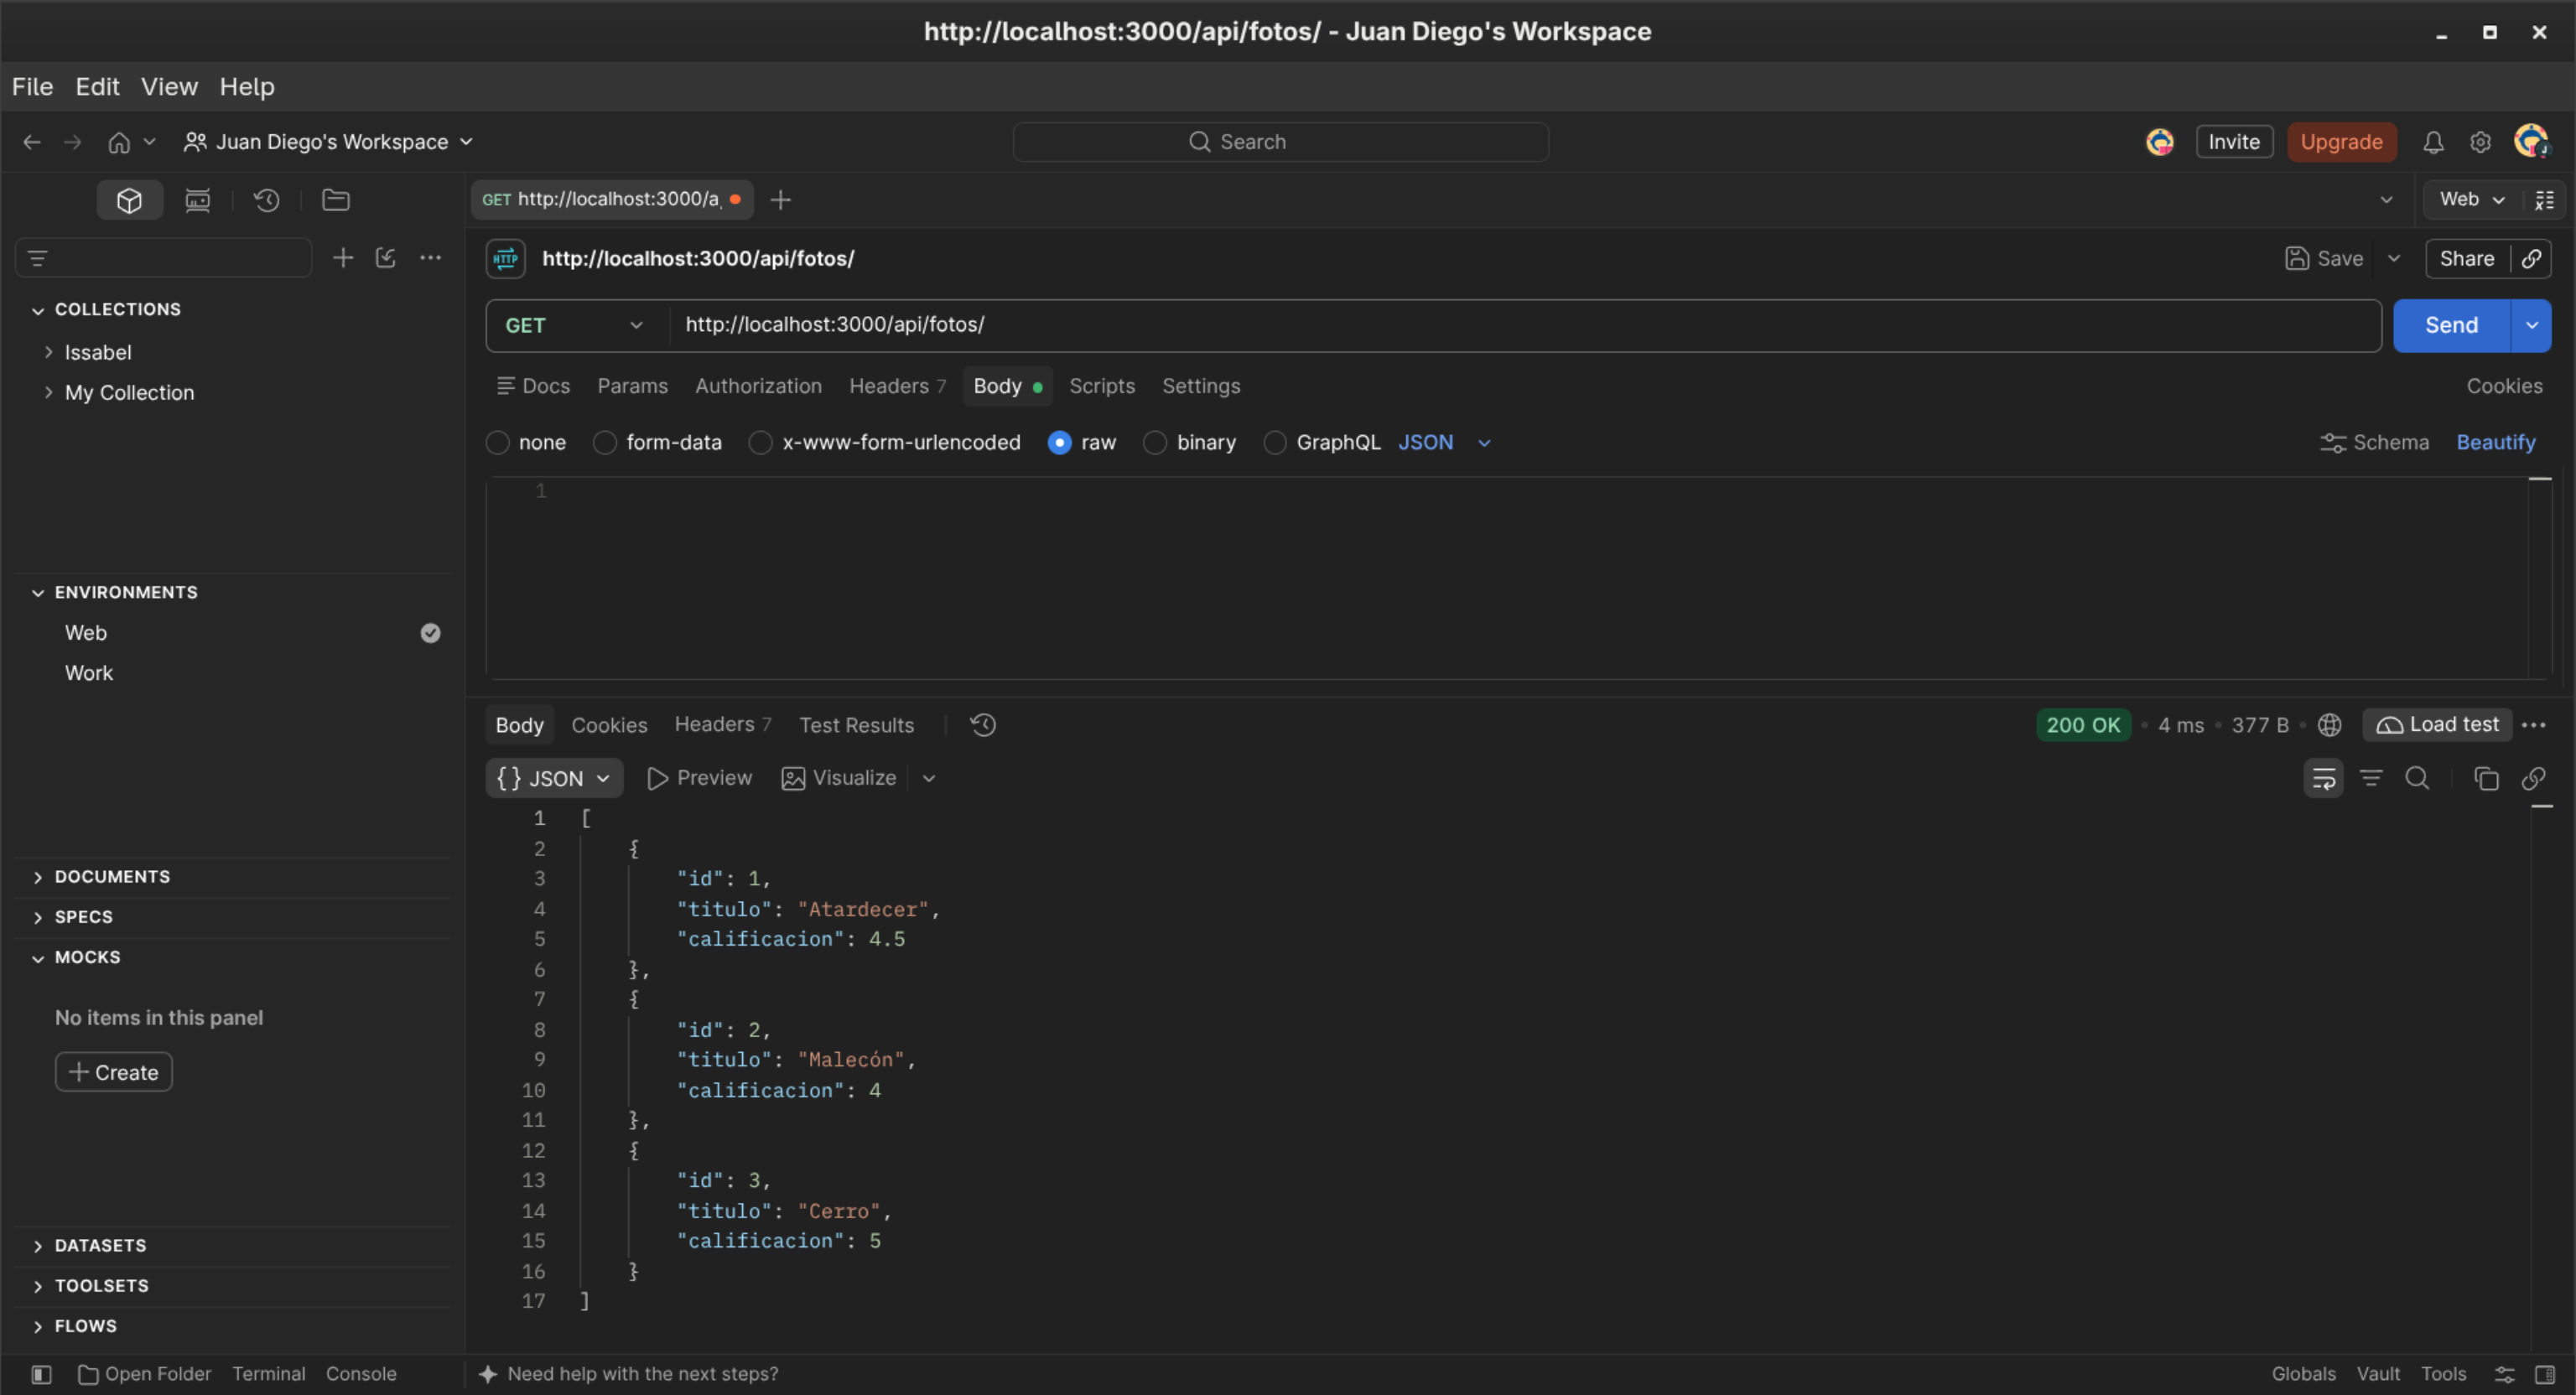 http://localhost:3000/api/fotos/ - Juan Diego's Workspace
File Edit View Help
Juan Diego's Workspace
Search
Invite
Upgrade
GET http://localhost:3000/a
Web
HTTP
http://localhost:3000/api/fotos/
Save
Share
COLLECTIONS
Issabel
My Collection
GET http://localhost:3000/api/fotos/
Send
Docs Params Authorization Headers 7 Body Scripts Settings
Cookies
none form-data x-www-form-urlencoded raw binary GraphQL JSON
Schema Beautify
1
ENVIRONMENTS
Web
Work
DOCUMENTS
SPECS
MOCKS
No items in this panel
Create
DATASETS
TOOLSETS
FLOWS
Body Cookies Headers 7 Test Results
200 OK • 4 ms • 377 B •
Load test
{} JSON Preview Visualize
1 [
2 {
3 "id": 1,
4 "titulo": "Atardecer",
5 "calificacion": 4.5
6 },
7 {
8 "id": 2,
9 "titulo": "Malecón",
10 "calificacion": 4
11 },
12 {
13 "id": 3,
14 "titulo": "Cerro",
15 "calificacion": 5
16 }
17 ]
Open Folder Terminal Console
Need help with the next steps?
Globals Vault Tools